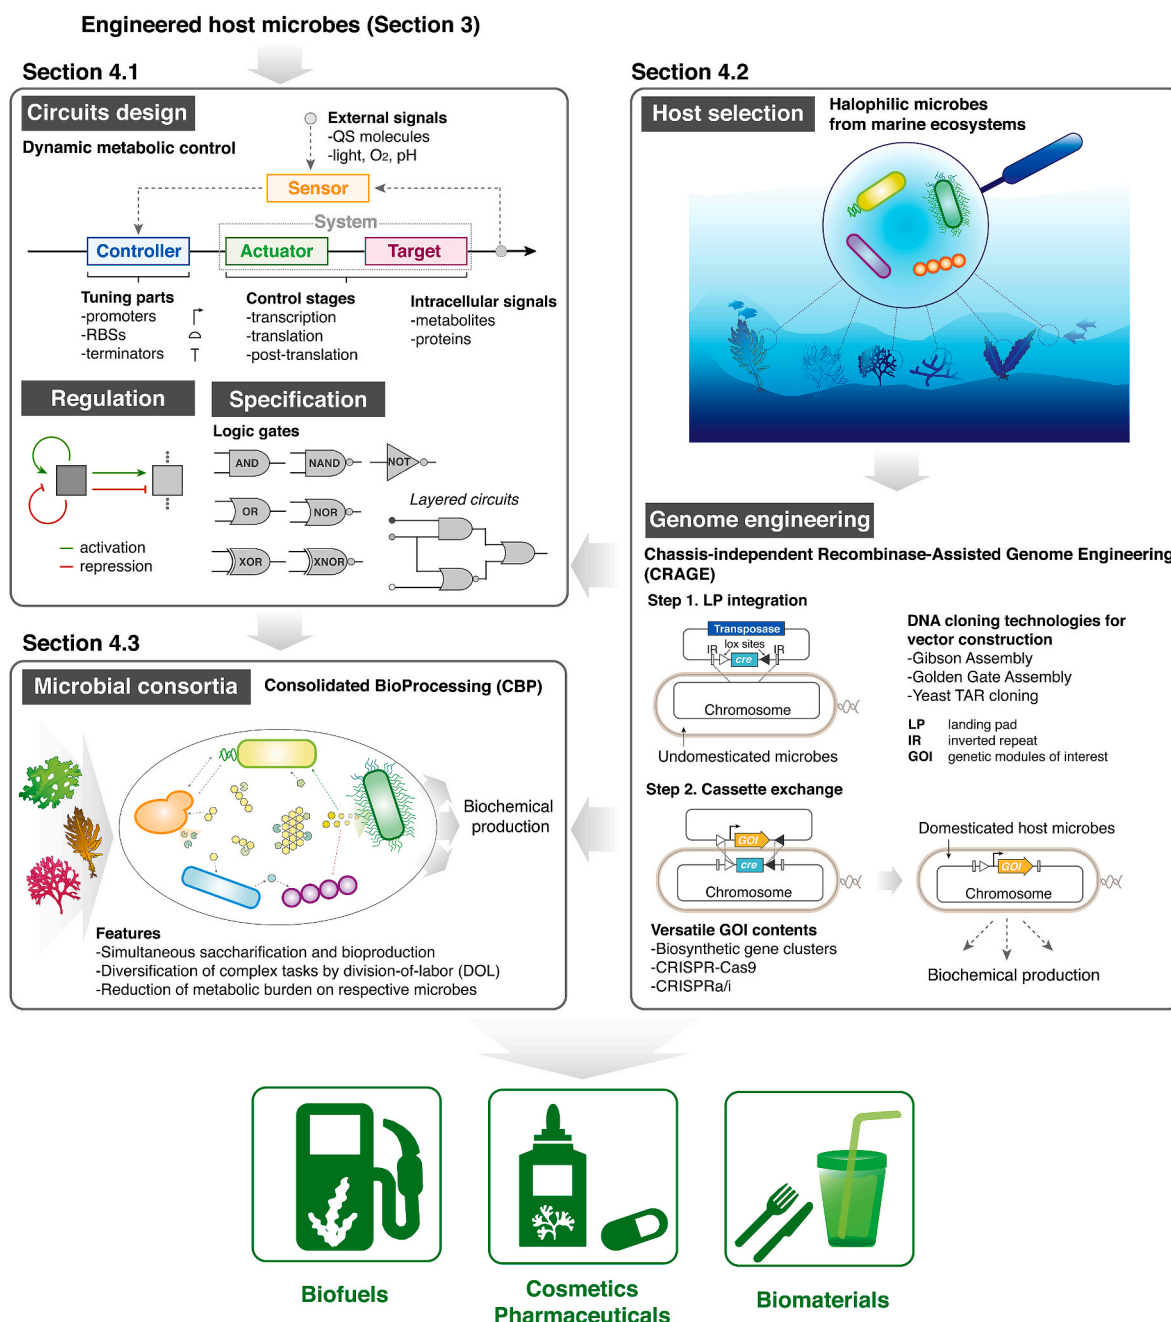 Engineered host microbes (Section 3)
Section 4.1
Circuits design
Dynamic metabolic control
External signals
-QS molecules
-light, O2, pH
Sensor
System
Controller
Actuator
Target
Tuning parts
-promoters
-RBSs
-terminators
Control stages
-transcription
-translation
-post-translation
Intracellular signals
-metabolites
-proteins
Regulation
activation
repression
Specification
Logic gates
AND
NAND
NOT
OR
NOR
XOR
XNOR
Layered circuits
Section 4.2
Host selection
Halophilic microbes
from marine ecosystems
Genome engineering
Chassis-independent Recombinase-Assisted Genome Engineering
(CRAGE)
Step 1. LP integration
Transposase
lox sites
IR
IR
cre
Chromosome
Undomesticated microbes
DNA cloning technologies for
vector construction
-Gibson Assembly
-Golden Gate Assembly
-Yeast TAR cloning
LP landing pad
IR inverted repeat
GOI genetic modules of interest
Step 2. Cassette exchange
GOI
cre
Chromosome
Domesticated host microbes
GOI
Chromosome
Versatile GOI contents
-Biosynthetic gene clusters
-CRISPR-Cas9
-CRISPRa/i
Biochemical production
Section 4.3
Microbial consortia
Consolidated BioProcessing (CBP)
Biochemical
production
Features
-Simultaneous saccharification and bioproduction
-Diversification of complex tasks by division-of-labor (DOL)
-Reduction of metabolic burden on respective microbes
Biofuels
Cosmetics
Pharmaceuticals
Biomaterials